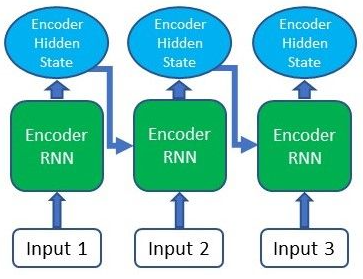 Encoder
Hidden
State
Encoder
Hidden
State
Encoder
Hidden
State
Encoder
RNN
Encoder
RNN
Encoder
RNN
Input 1
Input 2
Input 3